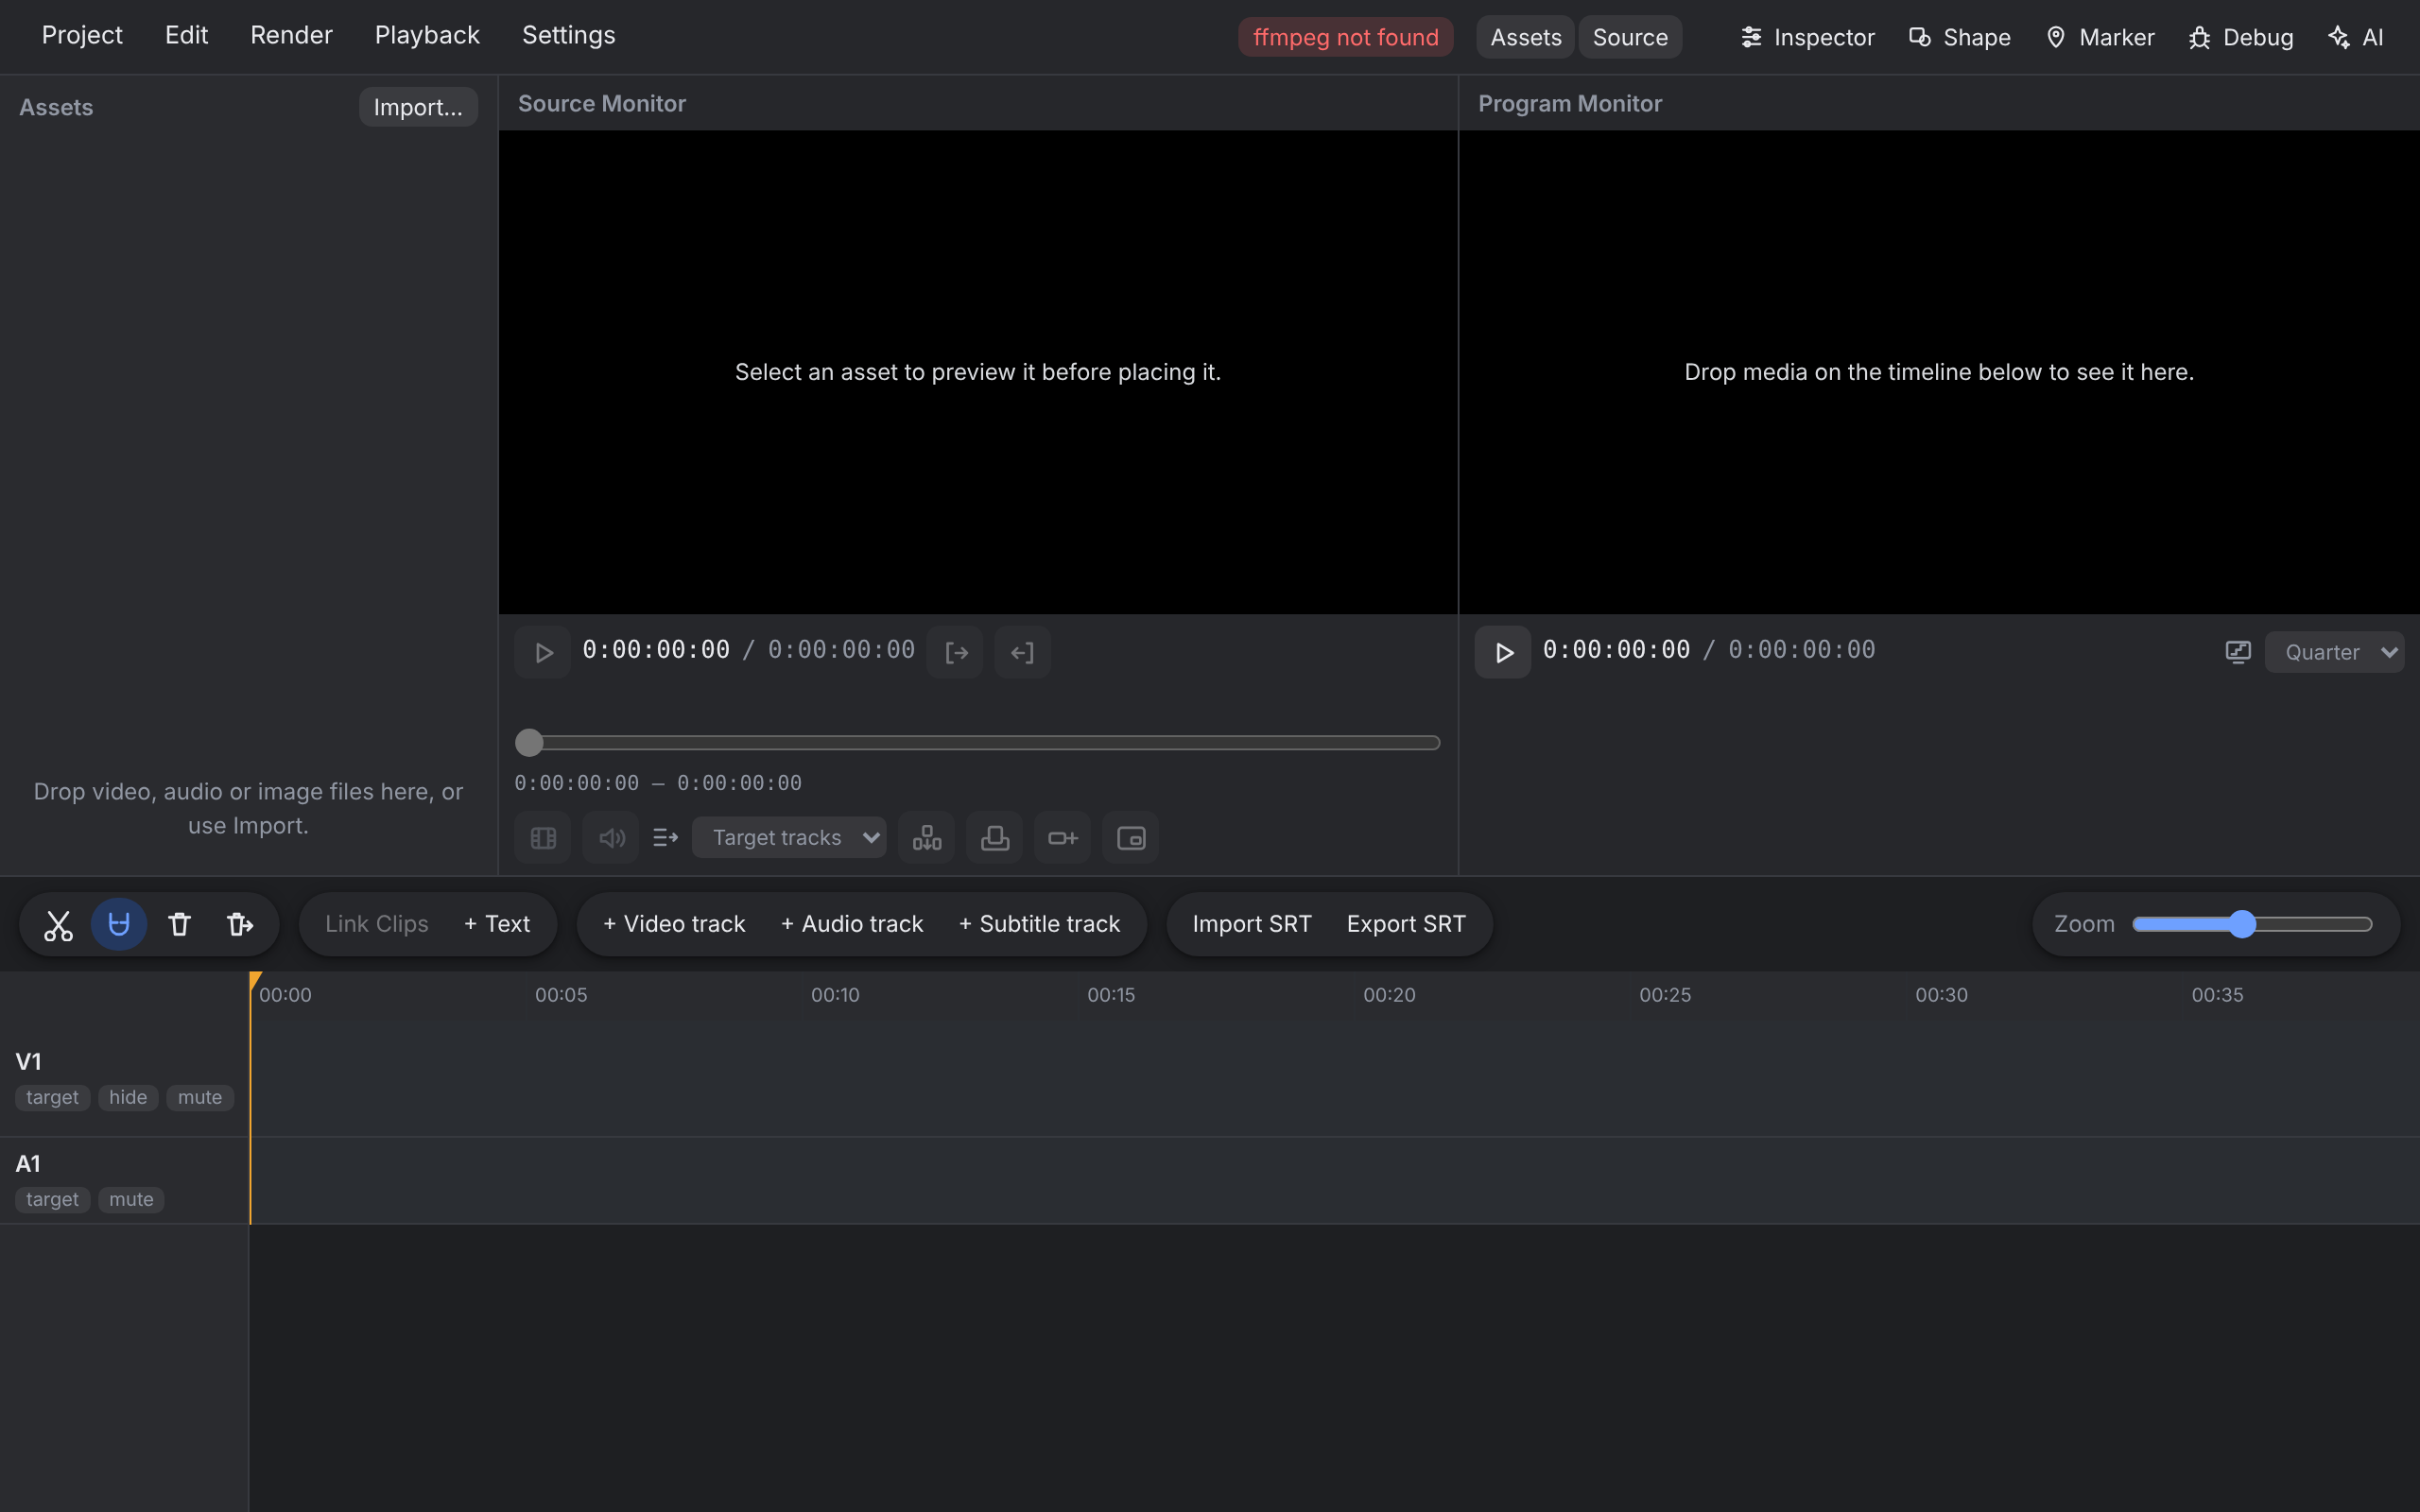 Project Edit Render Playback Settings ffmpeg not found Assets Source Inspector Shape Marker Debug AI
Assets Import...
Source Monitor
Program Monitor
Select an asset to preview it before placing it.
Drop media on the timeline below to see it here.
Drop video, audio or image files here, or
use Import.
0:00:00:00 / 0:00:00:00
0:00:00:00 – 0:00:00:00
Target tracks
0:00:00:00 / 0:00:00:00 Quarter
Link Clips + Text + Video track + Audio track + Subtitle track Import SRT Export SRT Zoom
00:00 00:05 00:10 00:15 00:20 00:25 00:30 00:35
V1
target hide mute
A1
target mute